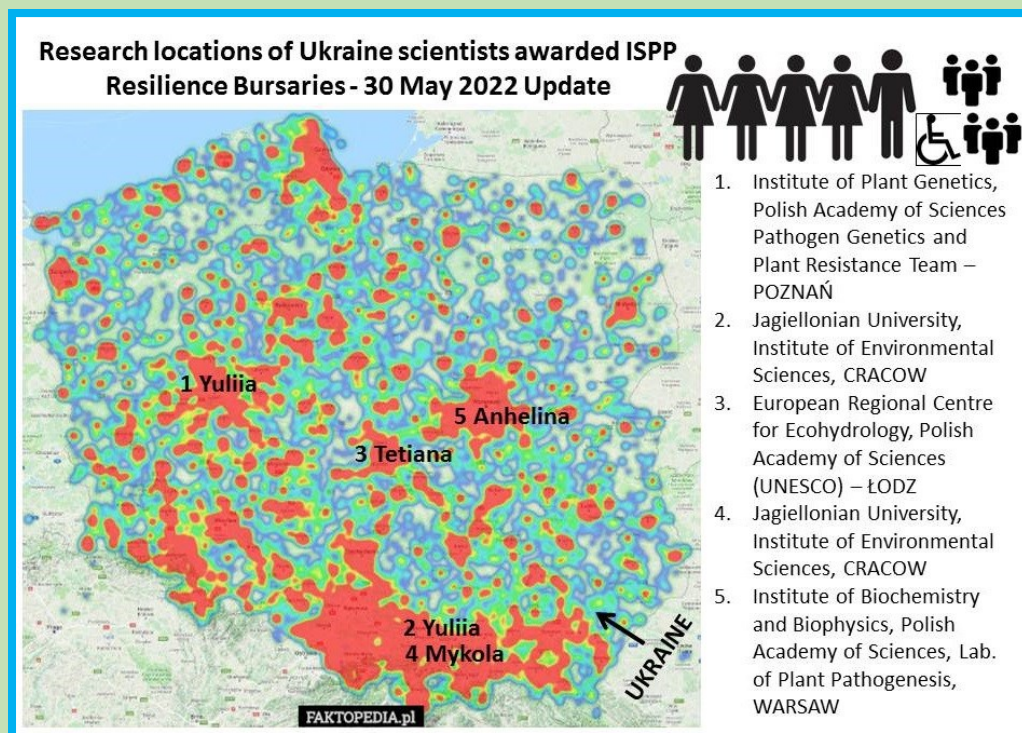 Research locations of Ukraine scientists awarded ISPP
Resilience Bursaries - 30 May 2022 Update
1 Yuliia
5 Anhelina
3 Tetiana
2 Yuliia
4 Mykola
UKRAINE
FAKTOPEDIA.pl
1. Institute of Plant Genetics,
Polish Academy of Sciences
Pathogen Genetics and
Plant Resistance Team –
POZNAŃ
2. Jagiellonian University,
Institute of Environmental
Sciences, CRACOW
3. European Regional Centre
for Ecohydrology, Polish
Academy of Sciences
(UNESCO) – ŁODZ
4. Jagiellonian University,
Institute of Environmental
Sciences, CRACOW
5. Institute of Biochemistry
and Biophysics, Polish
Academy of Sciences, Lab.
of Plant Pathogenesis,
WARSAW